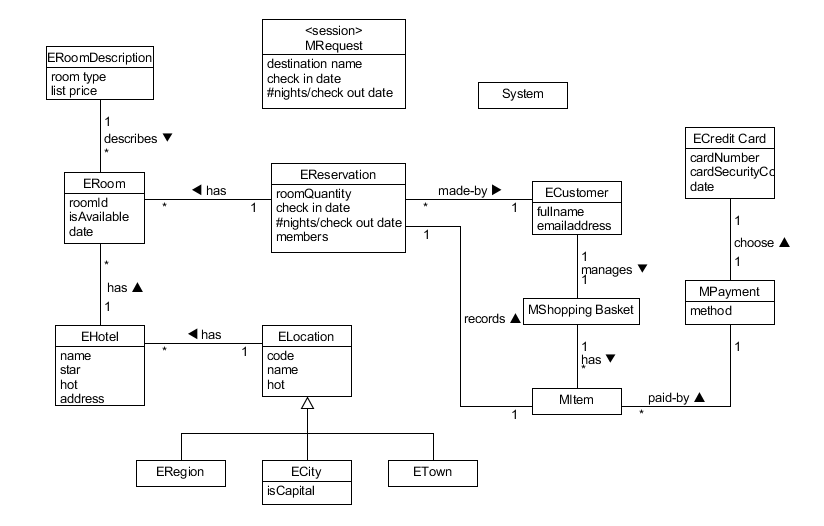 <session>
MRequest
destination name
check in date
#nights/check out date
ERoomDescription
room type
list price
System
1
describes ▼
*
ECredit Card
cardNumber
cardSecurityCo
date
ERoom
roomId
isAvailable
date
◀ has
*
1
EReservation
roomQuantity
check in date
#nights/check out date
members
made-by ▶
*
1
ECustomer
fullname
emailaddress
1
choose ▲
1
1
manages ▼
1
*
has ▲
1
1
records ▲
1
MShopping Basket
MPayment
method
EHotel
name
star
hot
address
◀ has
*
1
ELocation
code
name
hot
1
has ▼
*
MItem
paid-by ▲
*
1
ERegion
ECity
isCapital
ETown